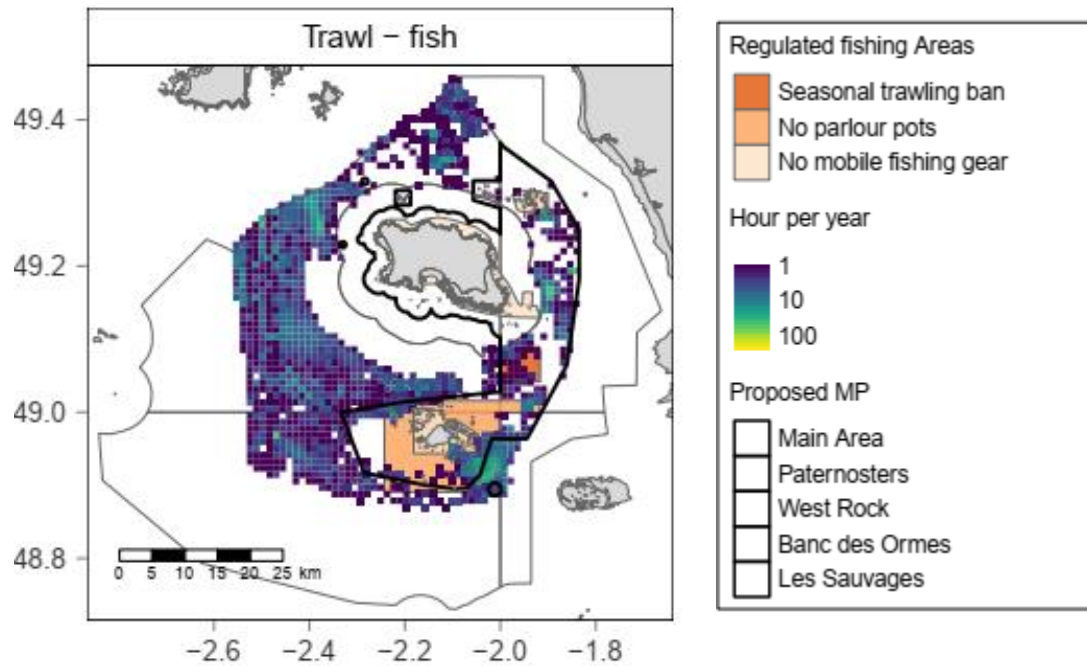 Trawl – fish
49.4
49.2
49.0
48.8
0 5 10 15 20 25 km
−2.6 −2.4 −2.2 −2.0 −1.8
Regulated fishing Areas
Seasonal trawling ban
No parlour pots
No mobile fishing gear
Hour per year
1
10
100
Proposed MP
Main Area
Paternosters
West Rock
Banc des Ormes
Les Sauvages